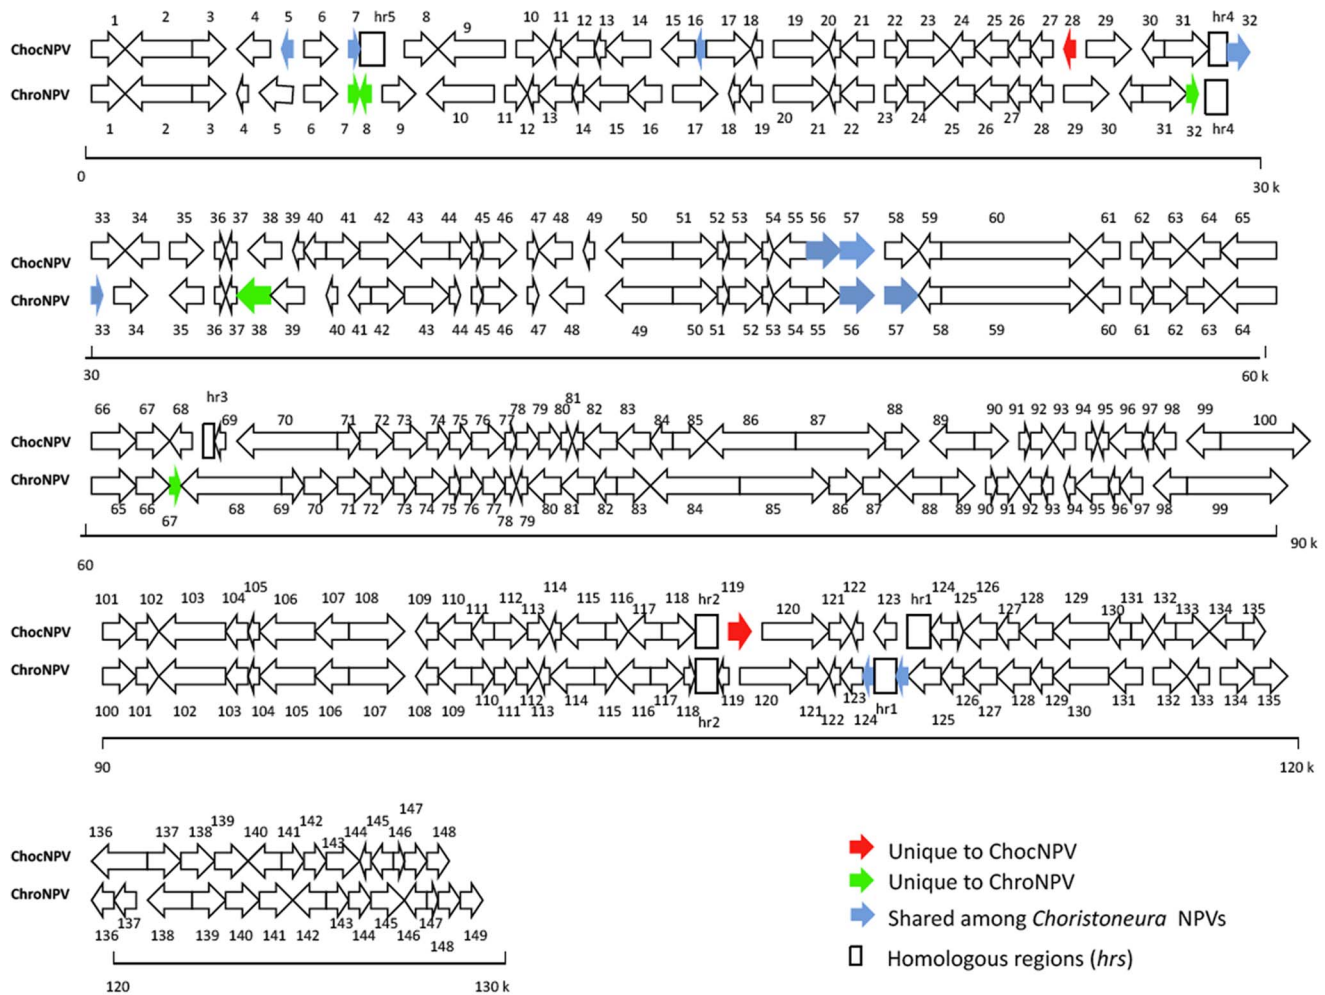 1 2 3 4 5 6 7 hr5 8 9 10 11 12 13 14 15 16 17 18 19 20 21 22 23 24 25 26 27 28 29 30 31 hr4 32
ChocNPV
ChroNPV
1 2 3 4 5 6 7 8 9 10 11 12 13 14 15 16 17 18 19 20 21 22 23 24 25 26 27 28 29 30 31 32 hr4
0 30 k
33 34 35 36 37 38 39 40 41 42 43 44 45 46 47 48 49 50 51 52 53 54 55 56 57 58 59 60 61 62 63 64 65
ChocNPV
ChroNPV
33 34 35 36 37 38 39 40 41 42 43 44 45 46 47 48 49 50 51 52 53 54 55 56 57 58 59 60 61 62 63 64
30 60 k
66 67 68 hr3 69 70 71 72 73 74 75 76 77 78 79 80 81 82 83 84 85 86 87 88 89 90 91 92 93 94 95 96 97 98 99 100
ChocNPV
ChroNPV
65 66 67 68 69 70 71 72 73 74 75 76 77 78 79 80 81 82 83 84 85 86 87 88 89 90 91 92 93 94 95 96 97 98 99
60 90 k
101 102 103 104 105 106 107 108 109 110 111 112 113 114 115 116 117 118 hr2 119 120 121 122 123 hr1 124 125 126 127 128 129 130 131 132 133 134 135
ChocNPV
ChroNPV
100 101 102 103 104 105 106 107 108 109 110 111 112 113 114 115 116 117 118 hr2 119 120 121 122 123 124 hr1 125 126 127 128 129 130 131 132 133 134 135
90 120 k
136 137 138 139 140 141 142 143 144 145 146 147 148
ChocNPV
ChroNPV
136 137 138 139 140 141 142 143 144 145 146 147 148 149
120 130 k
Unique to ChocNPV
Unique to ChroNPV
Shared among Choristoneura NPVs
Homologous regions (hrs)